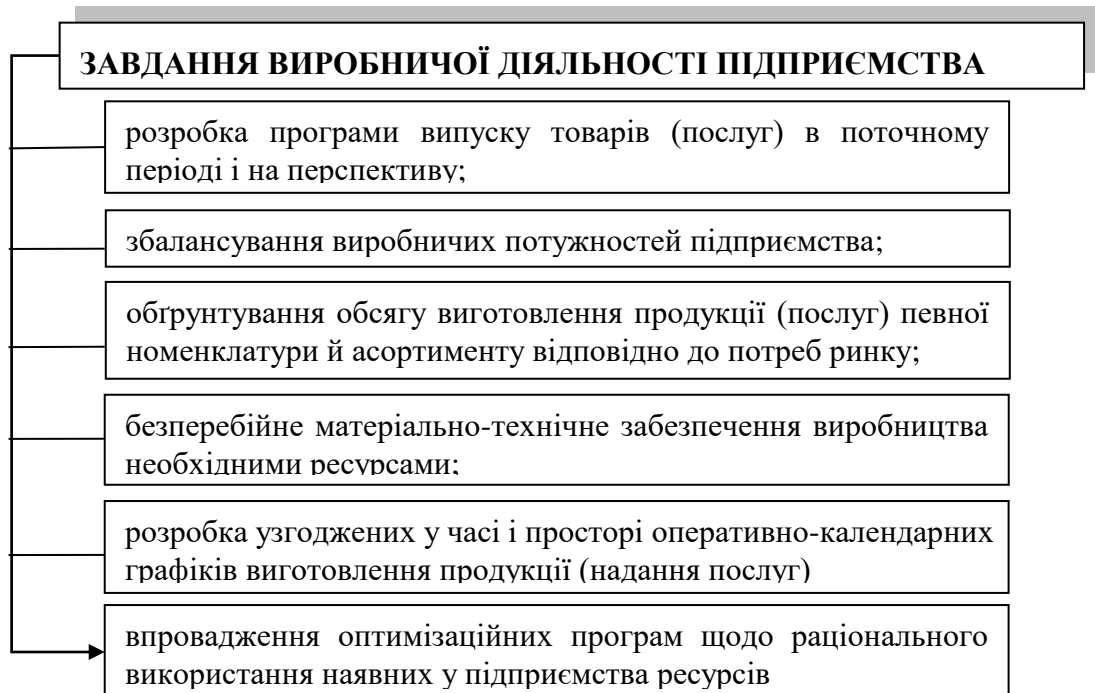 ЗАВДАННЯ ВИРОБНИЧОЇ ДІЯЛЬНОСТІ ПІДПРИЄМСТВА
розробка програми випуску товарів (послуг) в поточному
періоді і на перспективу;
збалансування виробничих потужностей підприємства;
обґрунтування обсягу виготовлення продукції (послуг) певної
номенклатури й асортименту відповідно до потреб ринку;
безперебійне матеріально-технічне забезпечення виробництва
необхідними ресурсами;
розробка узгоджених у часі і просторі оперативно-календарних
графіків виготовлення продукції (надання послуг)
впровадження оптимізаційних програм щодо раціонального
використання наявних у підприємства ресурсів